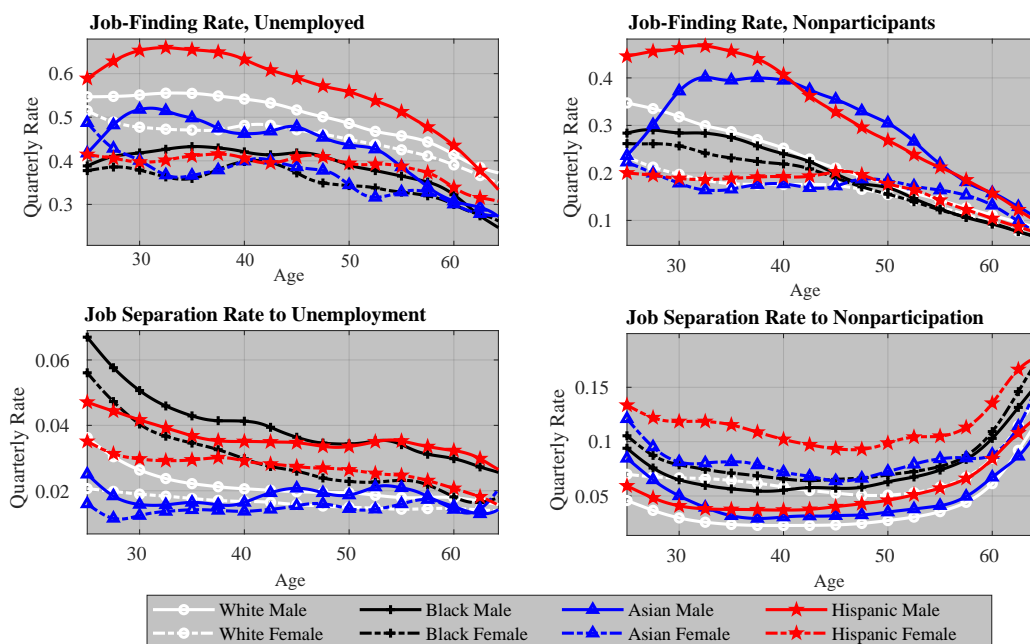 Job-Finding Rate, Unemployed
Quarterly Rate
0.6
0.5
0.4
0.3
30 40 50 60
Age
Job-Finding Rate, Nonparticipants
Quarterly Rate
0.4
0.3
0.2
0.1
30 40 50 60
Age
Job Separation Rate to Unemployment
Quarterly Rate
0.06
0.04
0.02
30 40 50 60
Age
Job Separation Rate to Nonparticipation
Quarterly Rate
0.15
0.1
0.05
30 40 50 60
Age
White Male Black Male Asian Male Hispanic Male
White Female Black Female Asian Female Hispanic Female